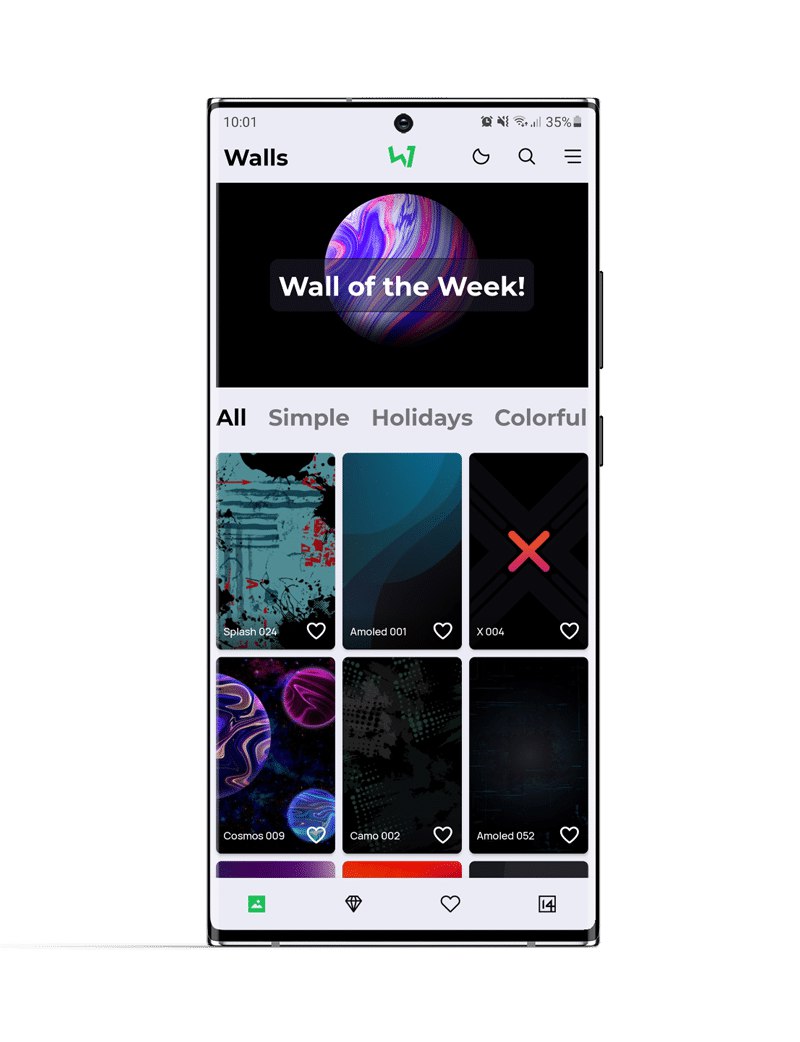 10:01 35%
Walls
Wall of the Week!
All Simple Holidays Colorful
Splash 024 Amoled 001 X 004
Cosmos 009 Camo 002 Amoled 052
14